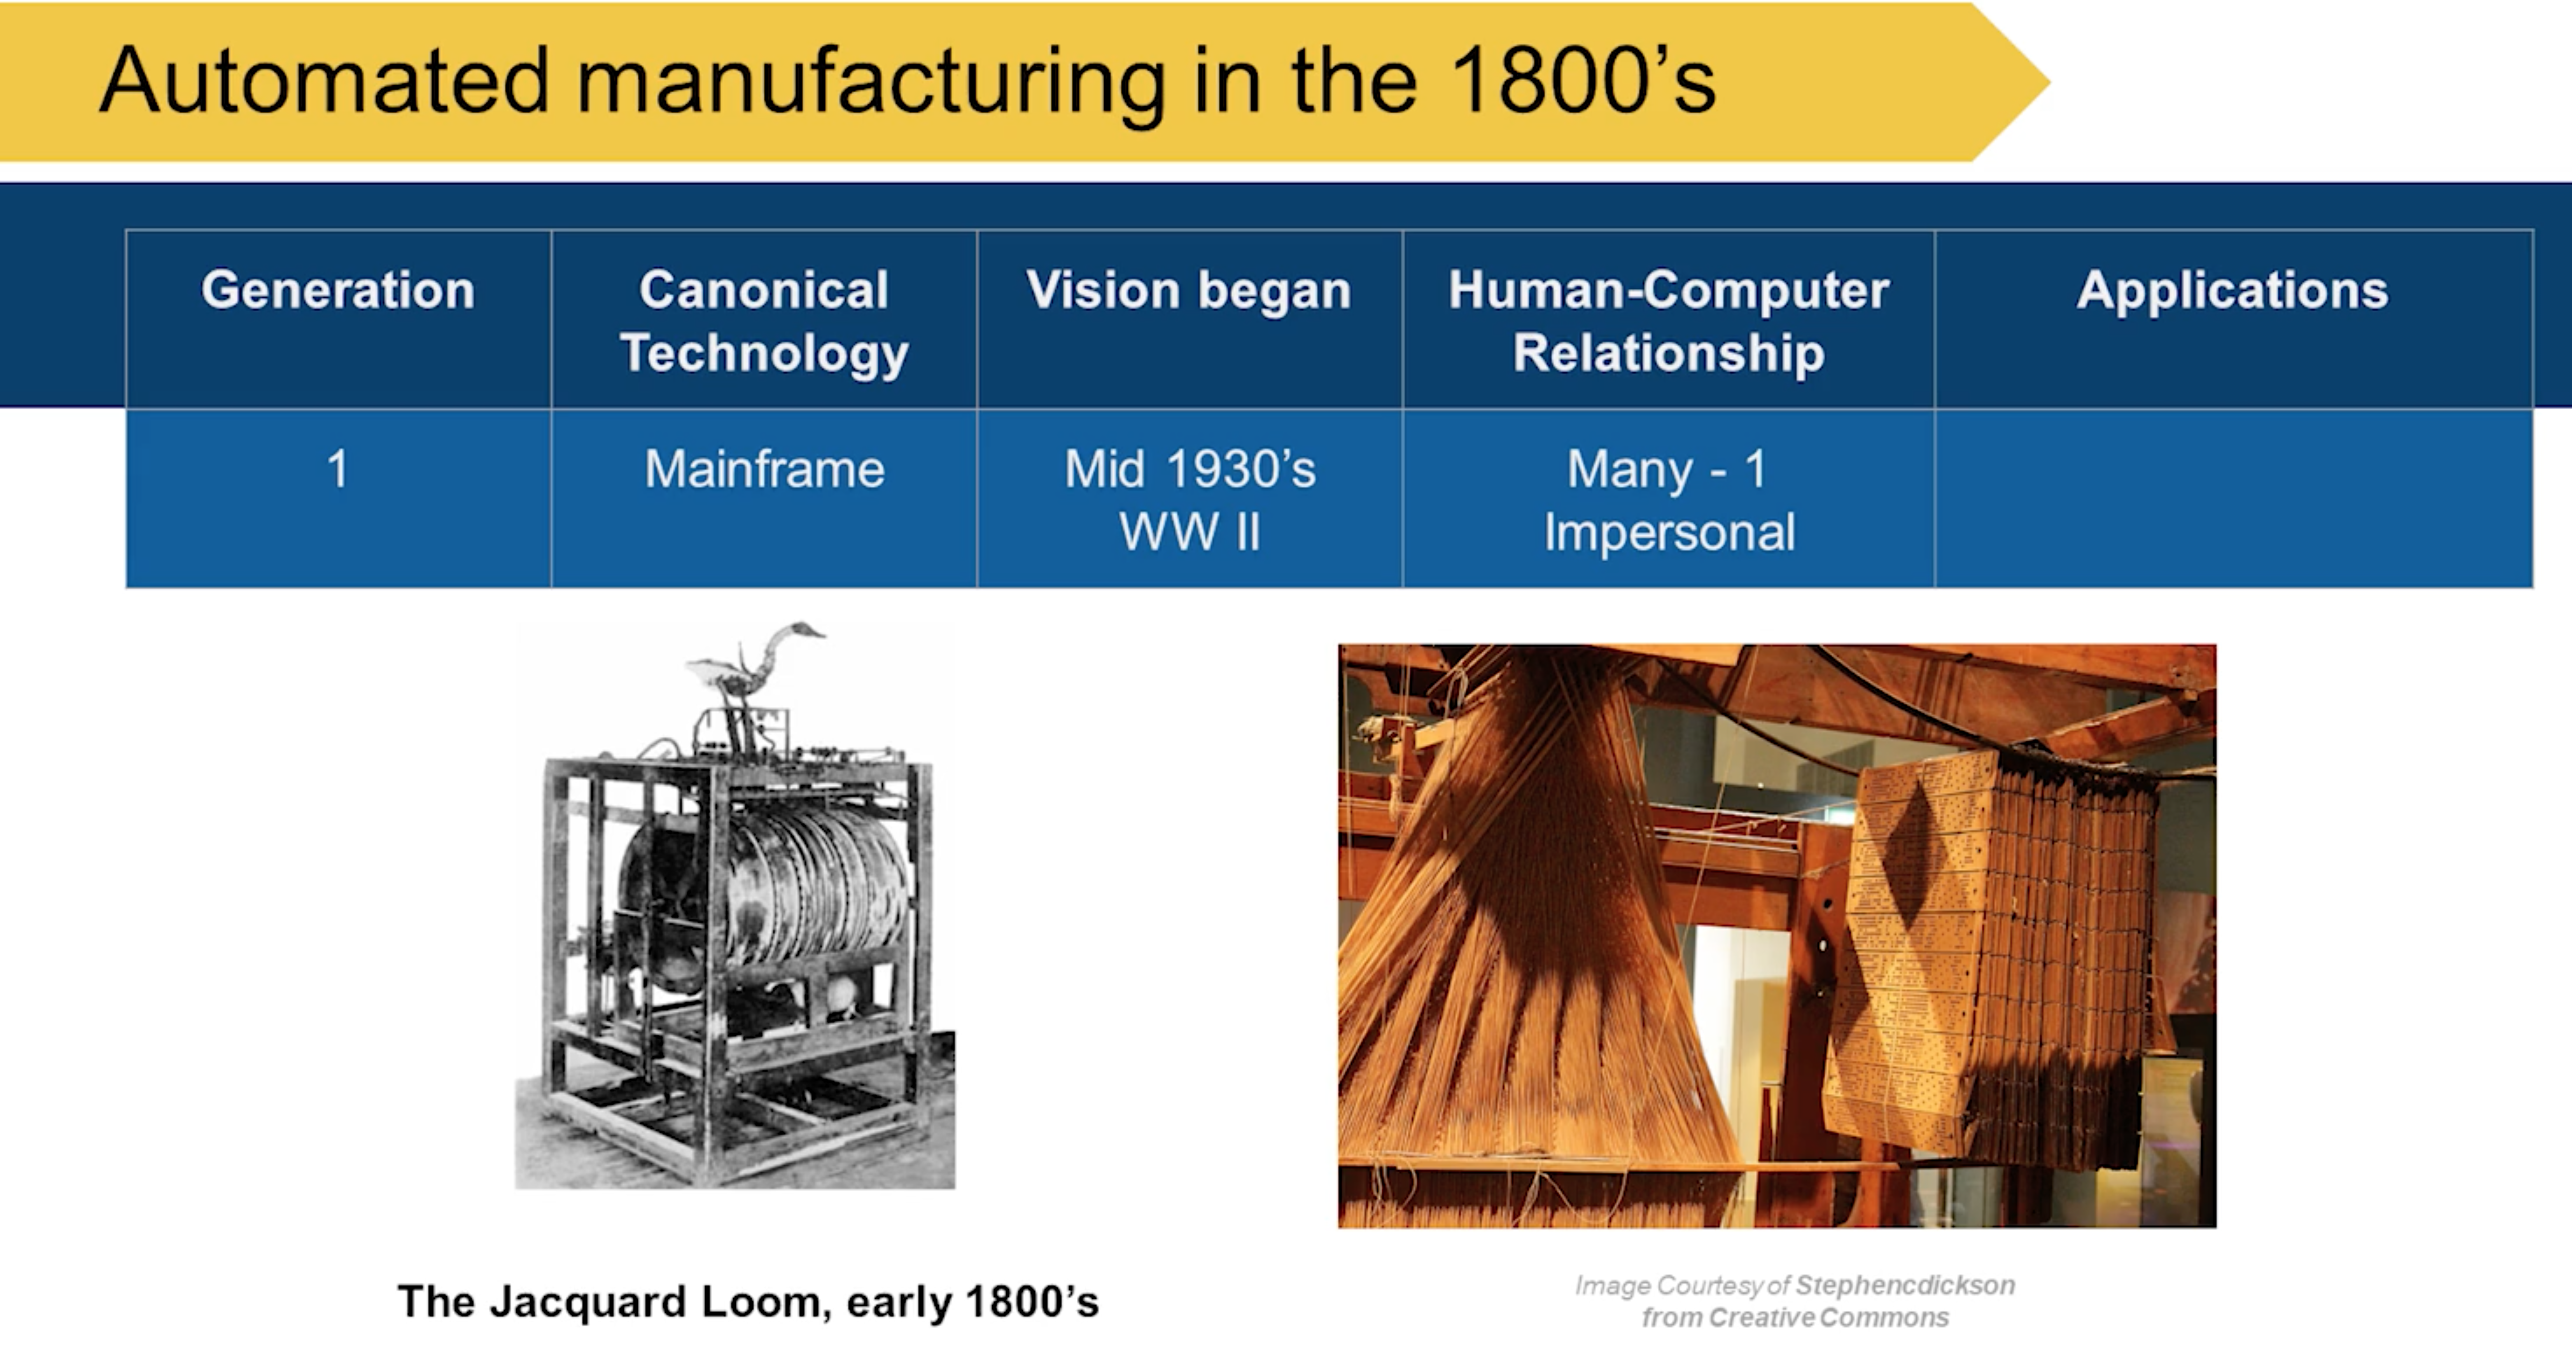 Automated manufacturing in the 1800’s
Generation
Canonical
Technology
Vision began
Human-Computer
Relationship
Applications
1
Mainframe
Mid 1930’s
WW II
Many - 1
Impersonal
The Jacquard Loom, early 1800’s
Image Courtesy of Stephencdickson
from Creative Commons